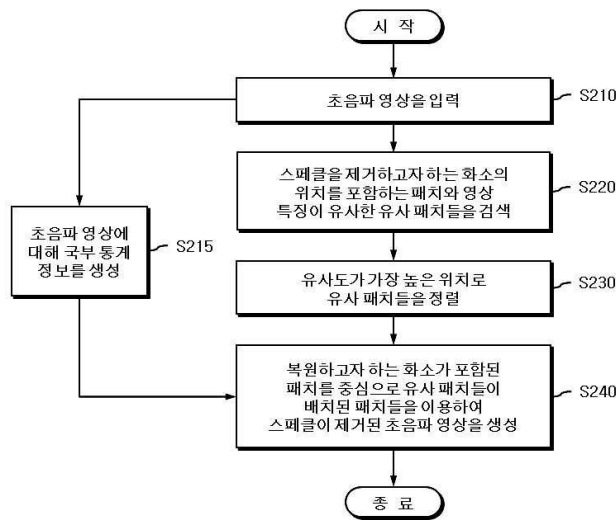 시 작
초음파 영상을 입력
S210
스페클을 제거하고자 하는 화소의
위치를 포함하는 패치와 영상
특징이 유사한 유사 패치들을 검색
S220
초음파 영상에
대해 국부 통계
정보를 생성
S215
유사도가 가장 높은 위치로
유사 패치들을 정렬
S230
복원하고자 하는 화소가 포함된
패치를 중심으로 유사 패치들이
배치된 패치들을 이용하여
스페클이 제거된 초음파 영상을 생성
S240
종 료